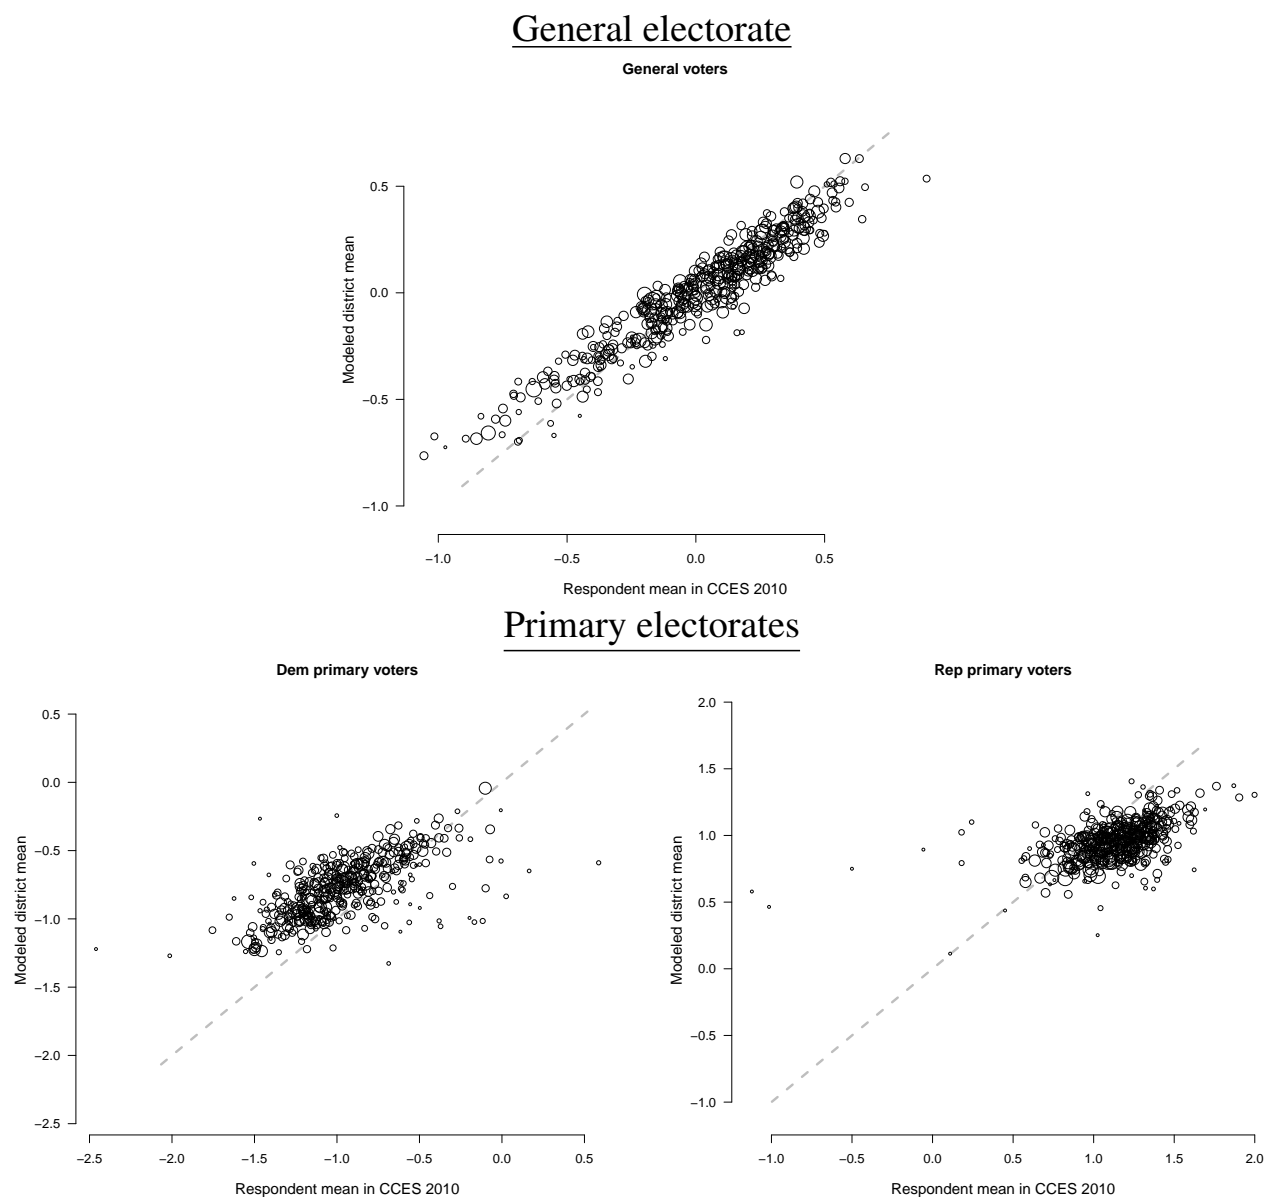 General electorate
General voters
0.5
0.0
−0.5
−1.0
Modeled district mean
−1.0 −0.5 0.0 0.5
Respondent mean in CCES 2010
Primary electorates
Dem primary voters
0.5
0.0
−0.5
−1.0
−1.5
−2.0
−2.5
Modeled district mean
−2.5 −2.0 −1.5 −1.0 −0.5 0.0 0.5
Respondent mean in CCES 2010
Rep primary voters
2.0
1.5
1.0
0.5
0.0
−0.5
−1.0
Modeled district mean
−1.0 −0.5 0.0 0.5 1.0 1.5 2.0
Respondent mean in CCES 2010